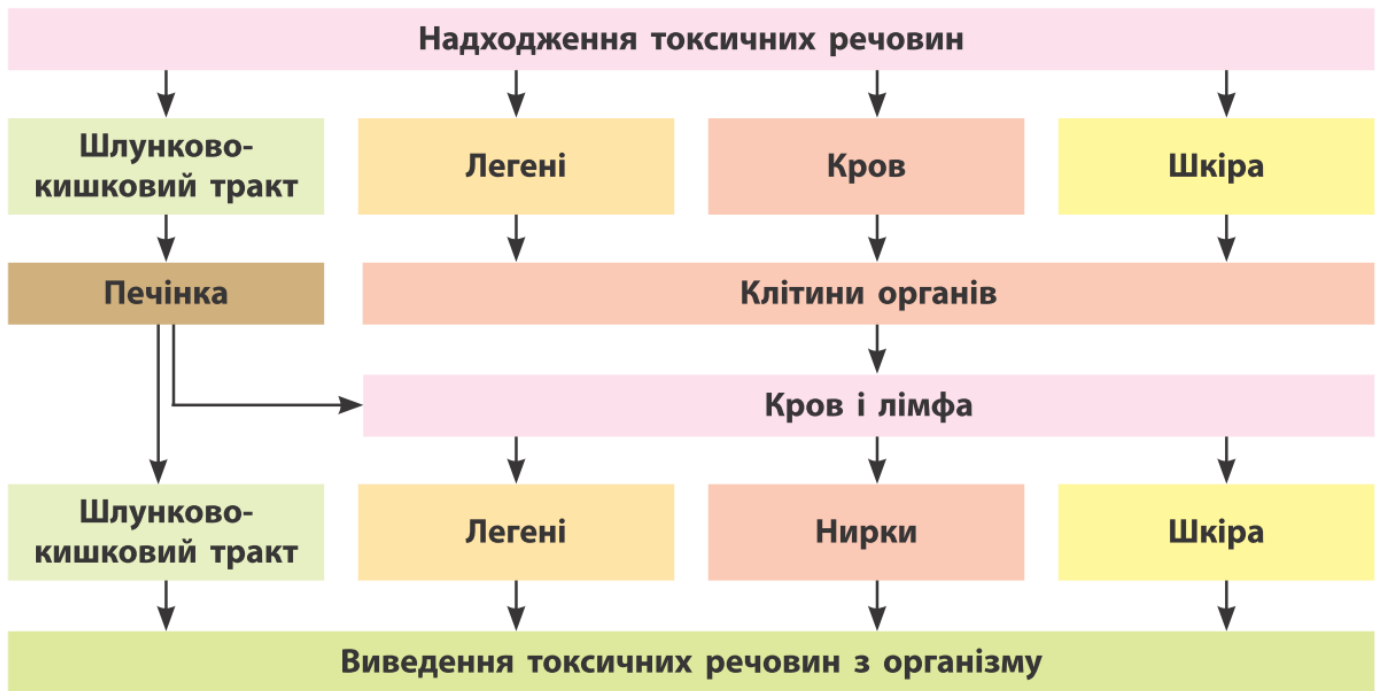 Надходження токсичних речовин
Шлунково-
кишковий тракт
Легені
Кров
Шкіра
Печінка
Клітини органів
Кров і лімфа
Шлунково-
кишковий тракт
Легені
Нирки
Шкіра
Виведення токсичних речовин з організму